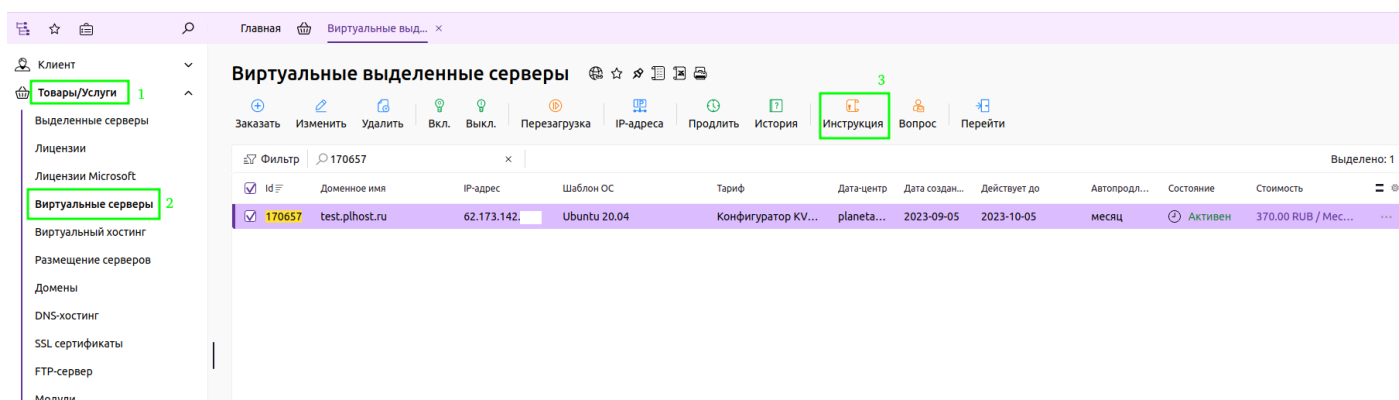 Главная Виртуальные выд... ×
Клиент
Товары/Услуги 1
Выделенные серверы
Лицензии
Лицензии Microsoft
Виртуальные серверы 2
Виртуальный хостинг
Размещение серверов
Домены
DNS-хостинг
SSL сертификаты
FTP-сервер
Модули
Виртуальные выделенные серверы
3
Заказать Изменить Удалить Вкл. Выкл. Перезагрузка IP-адреса Продлить История Инструкция Вопрос Перейти
Фильтр 170657 × Выделено: 1
Id Доменное имя IP-адрес Шаблон ОС Тариф Дата-центр Дата создан... Действует до Автопродл... Состояние Стоимость
170657 test.plhost.ru 62.173.142. Ubuntu 20.04 Конфигуратор KV... planeta... 2023-09-05 2023-10-05 месяц Активен 370.00 RUB / Мес... ...